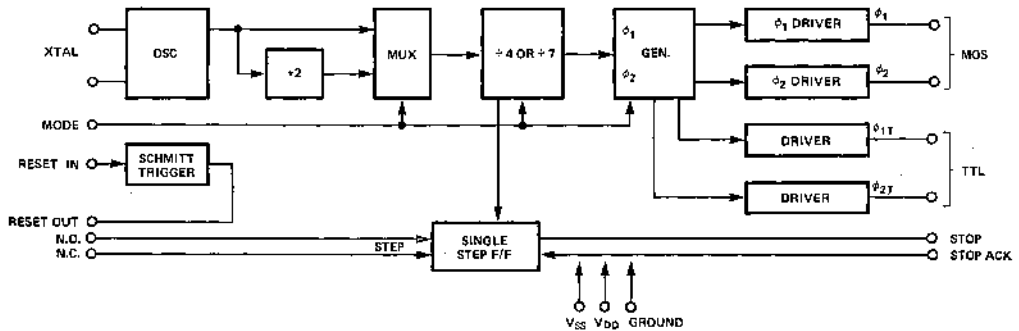 XTAL
OSC
÷2
MUX
÷4 OR ÷7
ϕ1
GEN.
ϕ2
ϕ1 DRIVER
ϕ1
ϕ2 DRIVER
ϕ2
MOS
MODE
DRIVER
ϕ1T
DRIVER
ϕ2T
TTL
RESET IN
SCHMITT
TRIGGER
RESET OUT
N.O.
N.C.
STEP
SINGLE
STEP F/F
STOP
STOP ACK
VSS VDD GROUND